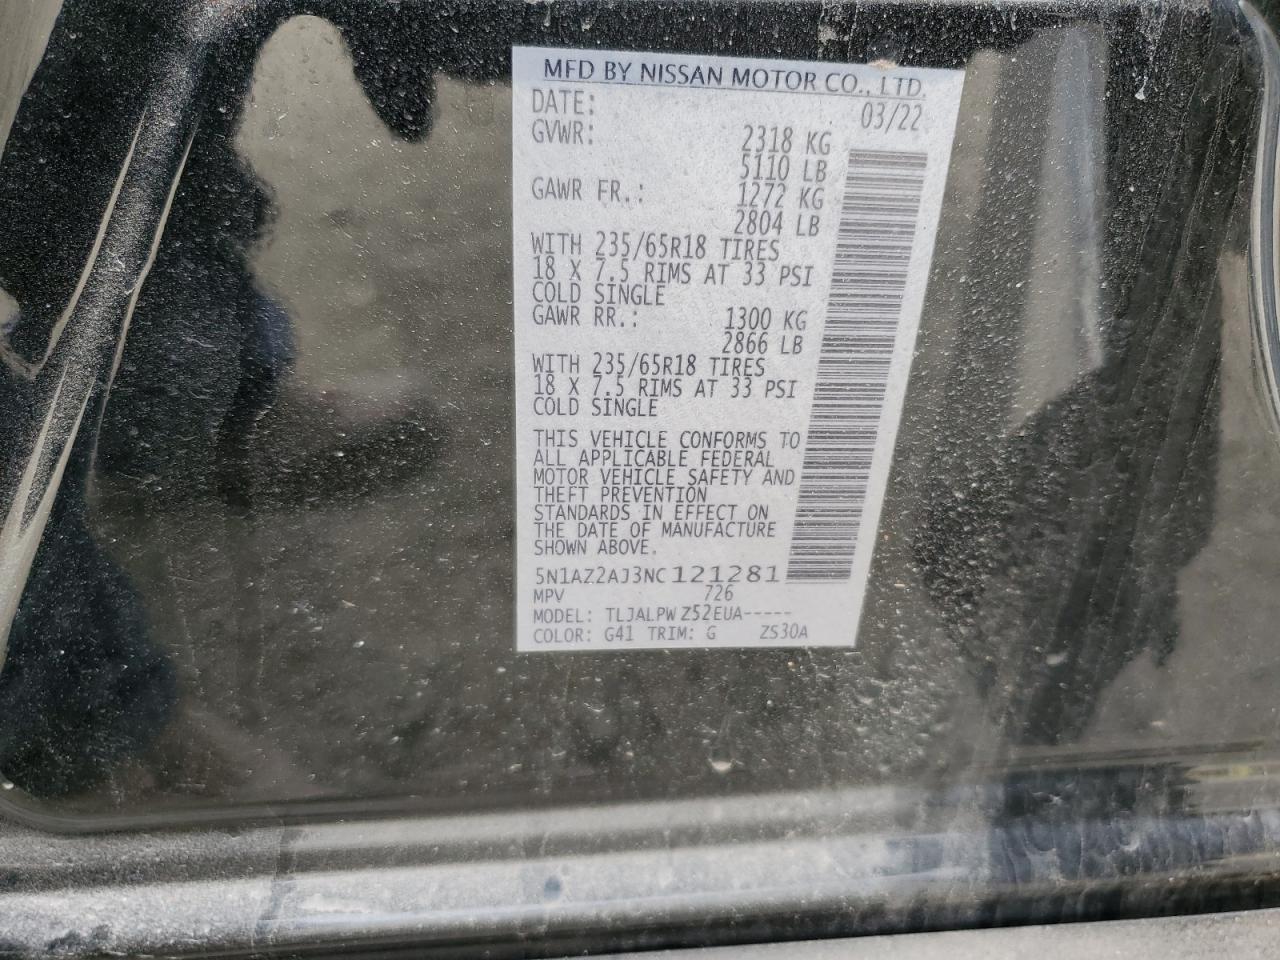 MFD BY NISSAN MOTOR CO., LTD.
DATE: 03/22
GVWR: 2318 KG
5110 LB
GAWR FR.: 1272 KG
2804 LB
WITH 235/65R18 TIRES
18 X 7.5 RIMS AT 33 PSI
COLD SINGLE
GAWR RR.: 1300 KG
2866 LB
WITH 235/65R18 TIRES
18 X 7.5 RIMS AT 33 PSI
COLD SINGLE
THIS VEHICLE CONFORMS TO
ALL APPLICABLE FEDERAL
MOTOR VEHICLE SAFETY AND
THEFT PREVENTION
STANDARDS IN EFFECT ON
THE DATE OF MANUFACTURE
SHOWN ABOVE.
5N1AZ2AJ3NC121281
MPV 726
MODEL: TLJALPW Z52EUA-----
COLOR: G41 TRIM: G ZS30A